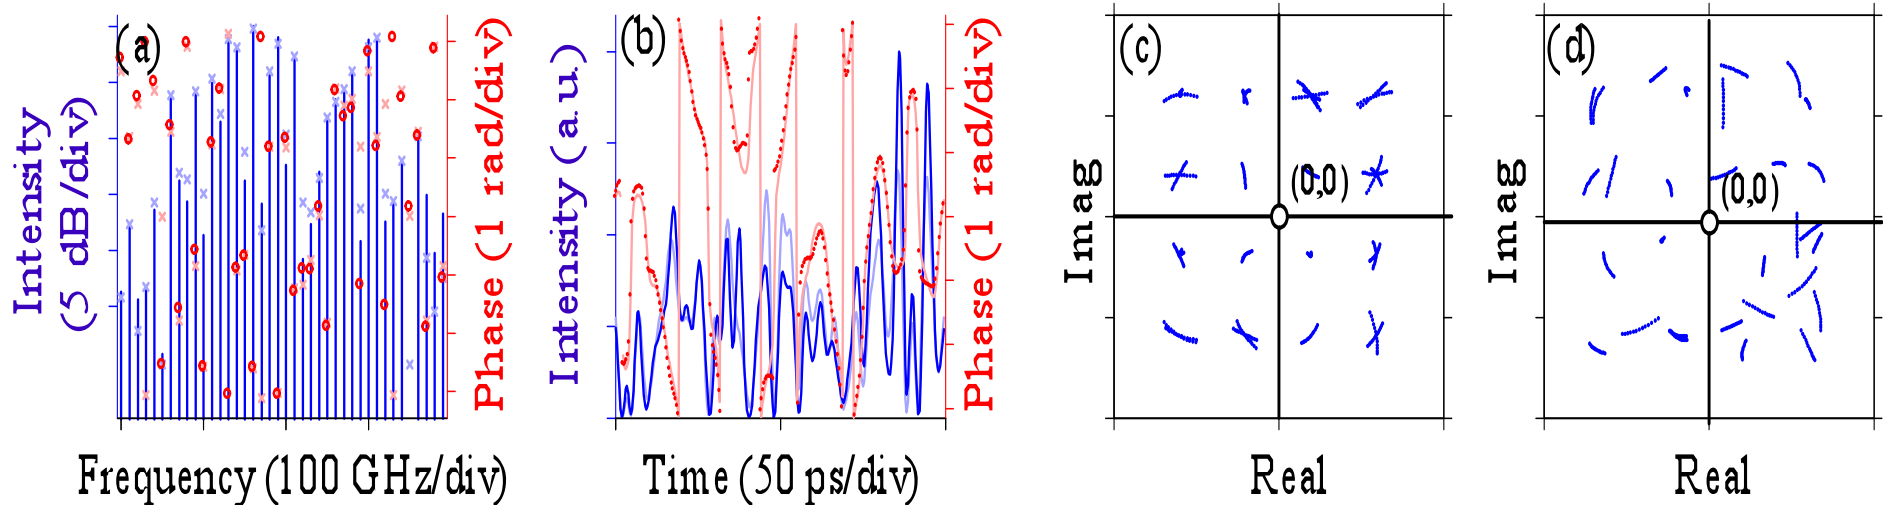 (a)
Intensity
(5 dB/div)
Phase (1 rad/div)
Frequency (100 GHz/div)
(b)
Intensity (a.u.)
Phase (1 rad/div)
Time (50 ps/div)
(c)
Imag
(0,0)
Real
(d)
Imag
(0,0)
Real